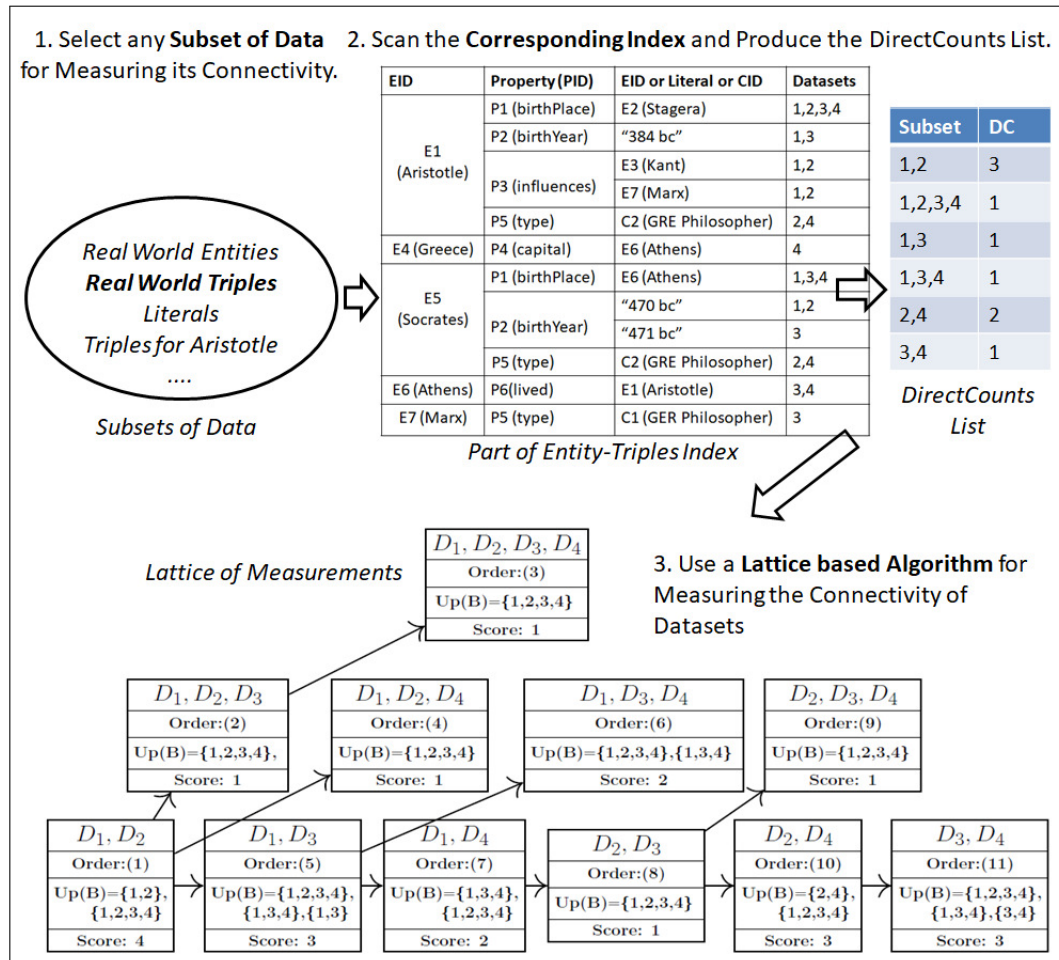 1. Select any Subset of Data
for Measuring its Connectivity.
2. Scan the Corresponding Index and Produce the DirectCounts List.
EID Property (PID) EID or Literal or CID Datasets
E1
(Aristotle)
P1 (birthPlace) E2 (Stagera) 1,2,3,4
P2 (birthYear) “384 bc” 1,3
P3 (influences)
E3 (Kant) 1,2
E7 (Marx) 1,2
P5 (type) C2 (GRE Philosopher) 2,4
E4 (Greece) P4 (capital) E6 (Athens) 4
E5
(Socrates)
P1 (birthPlace) E6 (Athens) 1,3,4
P2 (birthYear)
“470 bc” 1,2
“471 bc” 3
P5 (type) C2 (GRE Philosopher) 2,4
E6 (Athens) P6(lived) E1 (Aristotle) 3,4
E7 (Marx) P5 (type) C1 (GER Philosopher) 3
Part of Entity-Triples Index
Subset DC
1,2 3
1,2,3,4 1
1,3 1
1,3,4 1
2,4 2
3,4 1
DirectCounts
List
Real World Entities
Real World Triples
Literals
Triples for Aristotle
....
Subsets of Data
Lattice of Measurements
3. Use a Lattice based Algorithm for
Measuring the Connectivity of
Datasets
D1, D2, D3, D4
Order:(3)
Up(B)={1,2,3,4}
Score: 1
D1, D2, D3
Order:(2)
Up(B)={1,2,3,4},
Score: 1
D1, D2, D4
Order:(4)
Up(B)={1,2,3,4}
Score: 1
D1, D3, D4
Order:(6)
Up(B)={1,2,3,4},{1,3,4}
Score: 2
D2, D3, D4
Order:(9)
Up(B)={1,2,3,4}
Score: 1
D1, D2
Order:(1)
Up(B)={1,2},
{1,2,3,4}
Score: 4
D1, D3
Order:(5)
Up(B)={1,2,3,4},
{1,3,4},{1,3}
Score: 3
D1, D4
Order:(7)
Up(B)={1,3,4},
{1,2,3,4}
Score: 2
D2, D3
Order:(8)
Up(B)={1,2,3,4}
Score: 1
D2, D4
Order:(10)
Up(B)={2,4},
{1,2,3,4}
Score: 3
D3, D4
Order:(11)
Up(B)={1,2,3,4},
{1,3,4},{3,4}
Score: 3